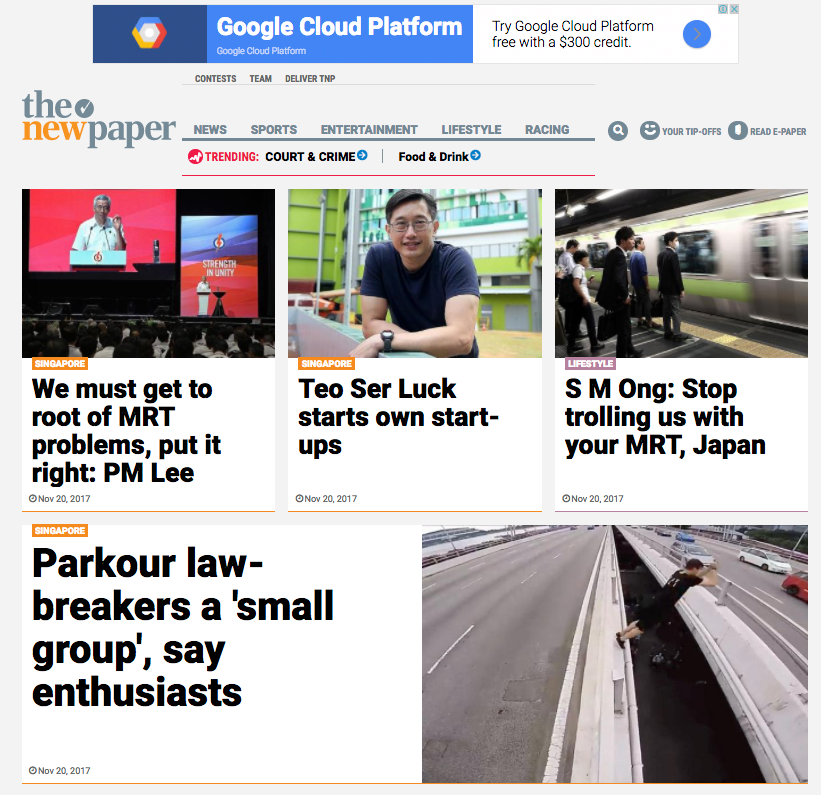 Google Cloud Platform
Google Cloud Platform
Try Google Cloud Platform
free with a $300 credit.
CONTESTS TEAM DELIVER TNP
the
newpaper
NEWS SPORTS ENTERTAINMENT LIFESTYLE RACING
YOUR TIP-OFFS READ E-PAPER
TRENDING: COURT & CRIME Food & Drink
STRENGTH
IN UNITY
SINGAPORE
We must get to
root of MRT
problems, put it
right: PM Lee
Nov 20, 2017
SINGAPORE
Teo Ser Luck
starts own start-
ups
Nov 20, 2017
LIFESTYLE
S M Ong: Stop
trolling us with
your MRT, Japan
Nov 20, 2017
SINGAPORE
Parkour law-
breakers a 'small
group', say
enthusiasts
Nov 20, 2017